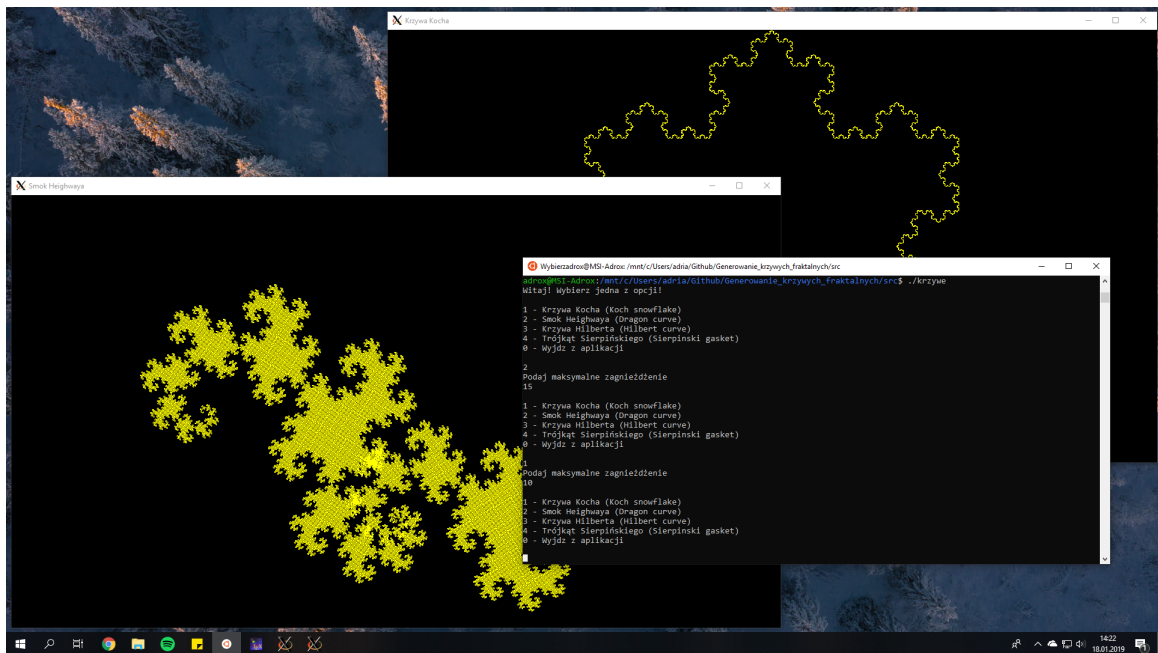 Krzywa Kocha
Smok Heighwaya
Wybierzadrox@MSI-Adrox: /mnt/c/Users/adria/Github/Generowanie_krzywych_fraktalnych/src
adrox@MSI-Adrox:/mnt/c/Users/adria/Github/Generowanie_krzywych_fraktalnych/src$ ./krzywe
Witaj! Wybierz jedna z opcji!
1 - Krzywa Kocha (Koch snowflake)
2 - Smok Heighwaya (Dragon curve)
3 - Krzywa Hilberta (Hilbert curve)
4 - Trójkąt Sierpińskiego (Sierpinski gasket)
0 - Wyjdz z aplikacji
2
Podaj maksymalne zagnieżdżenie
15
1 - Krzywa Kocha (Koch snowflake)
2 - Smok Heighwaya (Dragon curve)
3 - Krzywa Hilberta (Hilbert curve)
4 - Trójkąt Sierpińskiego (Sierpinski gasket)
0 - Wyjdz z aplikacji
1
Podaj maksymalne zagnieżdżenie
10
1 - Krzywa Kocha (Koch snowflake)
2 - Smok Heighwaya (Dragon curve)
3 - Krzywa Hilberta (Hilbert curve)
4 - Trójkąt Sierpińskiego (Sierpinski gasket)
0 - Wyjdz z aplikacji
14:22
18.01.2019